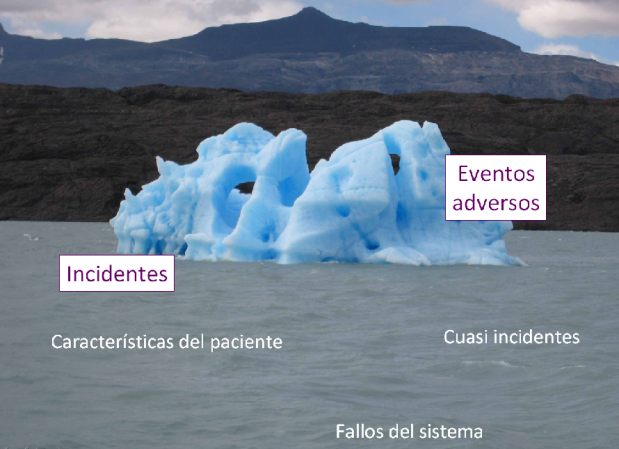 Eventos
adversos
Incidentes
Características del paciente
Cuasi incidentes
Fallos del sistema